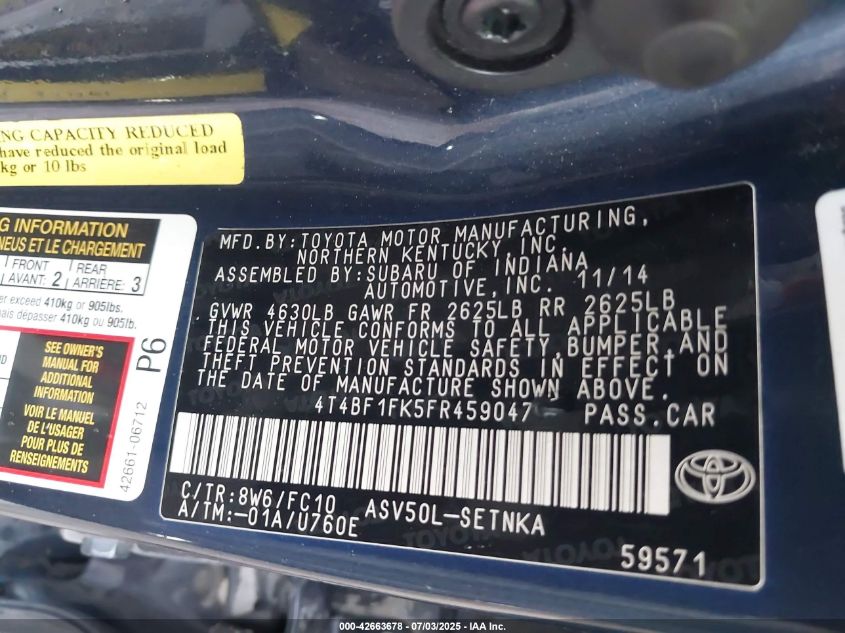 NG CAPACITY REDUCED
have reduced the original load
kg or 10 lbs
G INFORMATION
NEUS ET LE CHARGEMENT
FRONT
AVANT: 2
REAR
ARRIÈRE: 3
er exceed 410kg or 905lbs.
mais dépasser 410kg ou 905lb.
SEE OWNER'S
MANUAL FOR
ADDITIONAL
INFORMATION
VOIR LE MANUEL
DE L'USAGER
POUR PLUS DE
RENSEIGNEMENTS
P6
42661-06712
MFD.BY:TOYOTA MOTOR MANUFACTURING,
NORTHERN KENTUCKY, INC.
ASSEMBLED BY:SUBARU OF INDIANA
AUTOMOTIVE, INC. 11/14
GVWR 4630LB GAWR FR 2625LB RR 2625LB
THIS VEHICLE CONFORMS TO ALL APPLICABLE
FEDERAL MOTOR VEHICLE SAFETY,BUMPER,AND
THEFT PREVENTION STANDARDS IN EFFECT ON
THE DATE OF MANUFACTURE SHOWN ABOVE.
4T4BF1FK5FR459047 PASS.CAR
C/TR:8W6/FC10 ASV50L-SETNKA
A/TM:-01A/U760E
59571
000-42663678 - 07/03/2025 - IAA Inc.